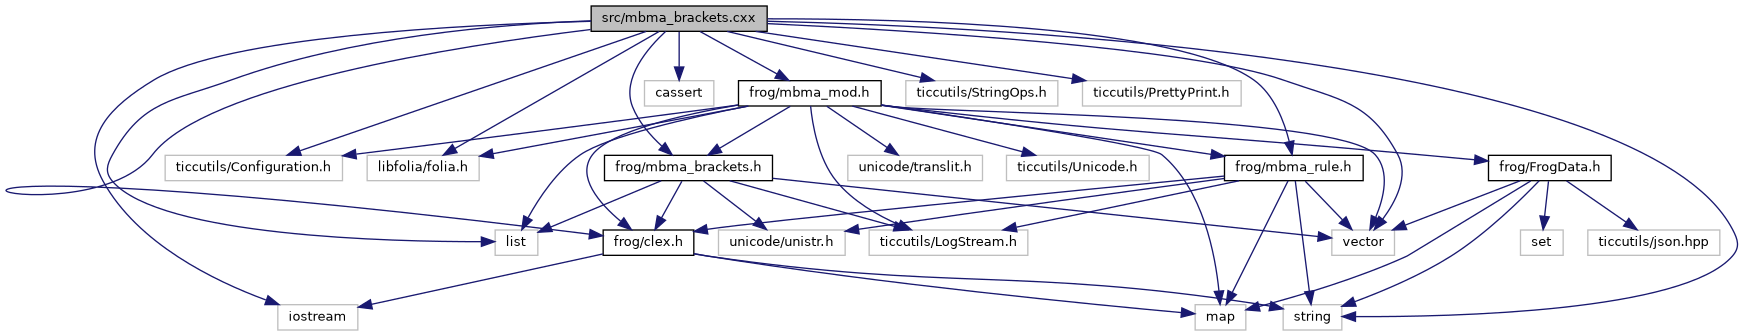 src/mbma_brackets.cxx
cassert
frog/mbma_mod.h
ticcutils/StringOps.h
ticcutils/PrettyPrint.h
ticcutils/Configuration.h
libfolia/folia.h
frog/mbma_brackets.h
unicode/translit.h
ticcutils/Unicode.h
frog/mbma_rule.h
frog/FrogData.h
list
frog/clex.h
unicode/unistr.h
ticcutils/LogStream.h
vector
set
ticcutils/json.hpp
iostream
map
string